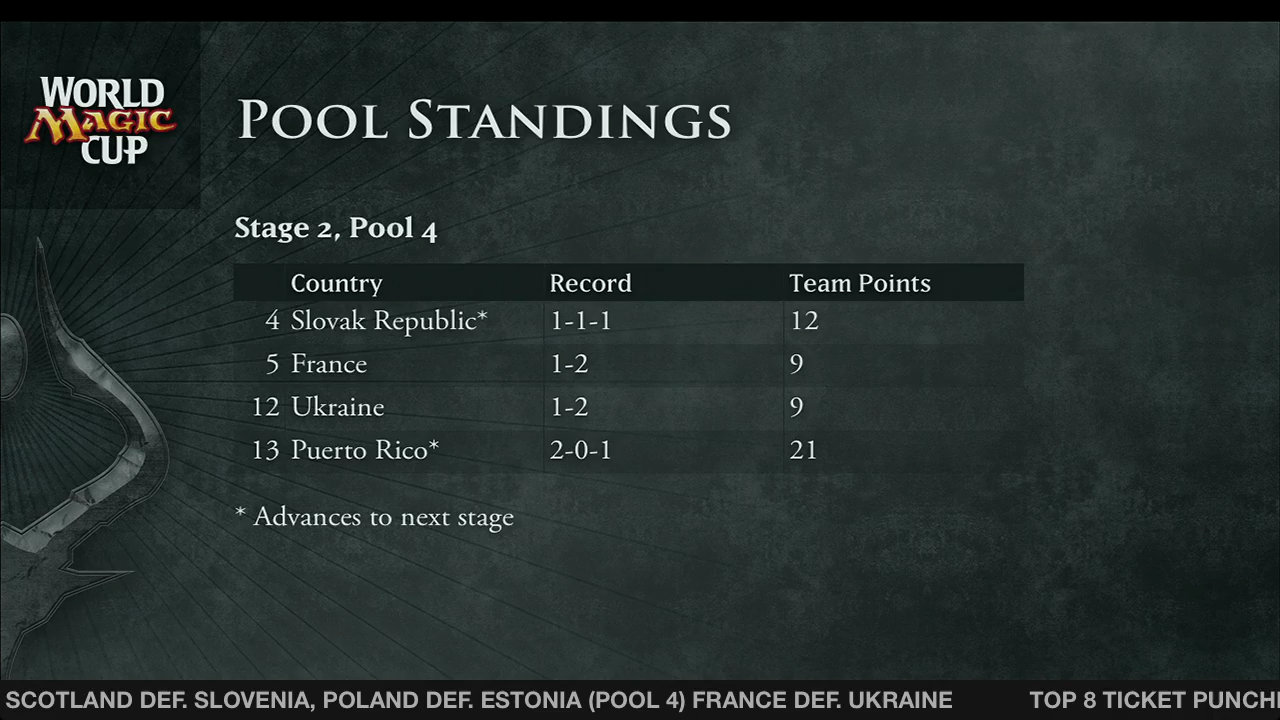 WORLD
MAGIC
CUP
POOL STANDINGS
Stage 2, Pool 4
Country Record Team Points
4 Slovak Republic* 1-1-1 12
5 France 1-2 9
12 Ukraine 1-2 9
13 Puerto Rico* 2-0-1 21
* Advances to next stage
SCOTLAND DEF. SLOVENIA, POLAND DEF. ESTONIA (POOL 4) FRANCE DEF. UKRAINE TOP 8 TICKET PUNCH